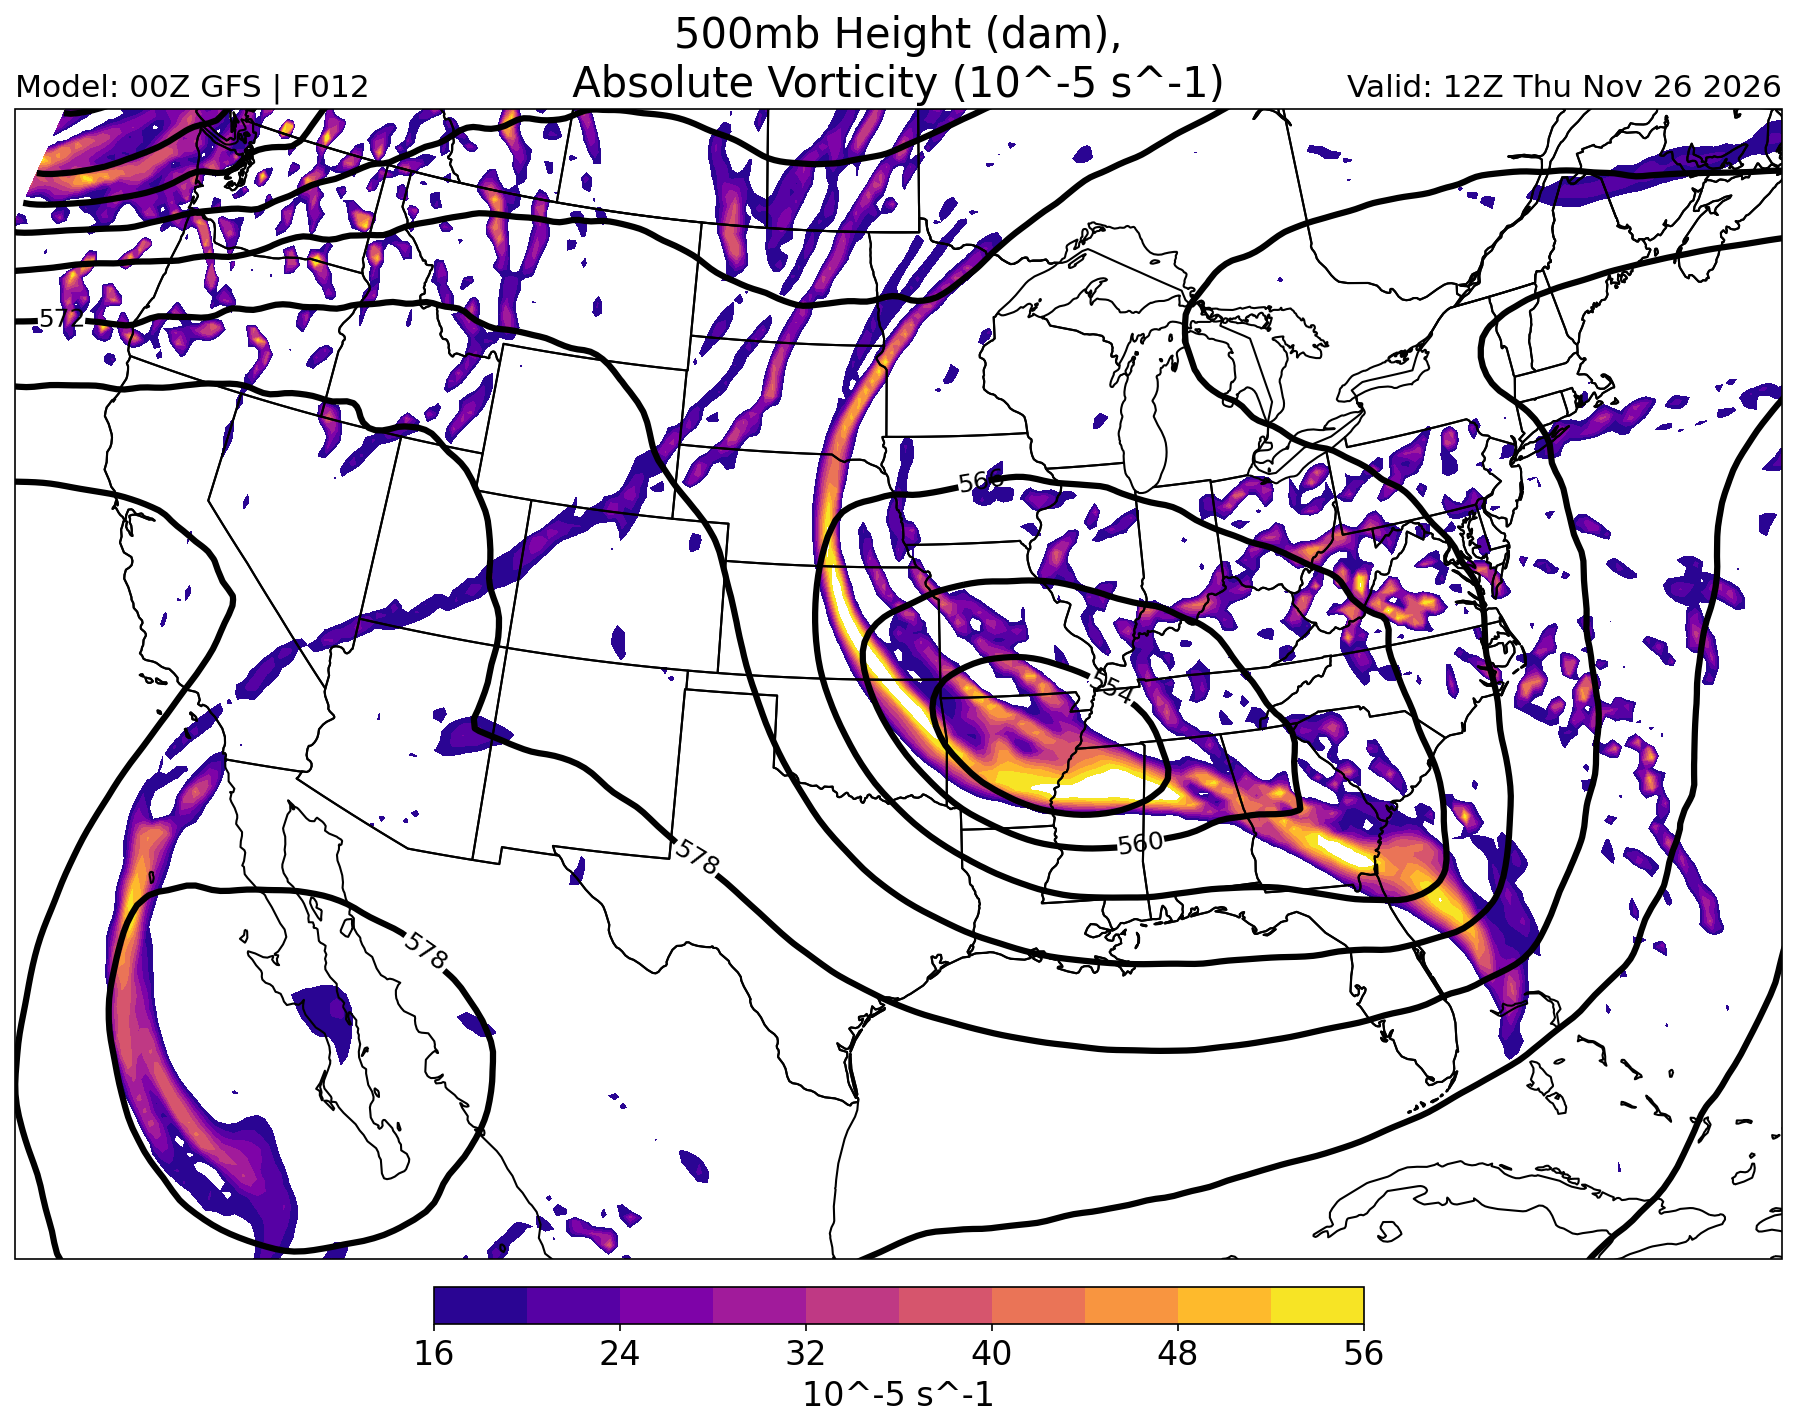 500mb Height (dam),
Model: 00Z GFS | F012
Absolute Vorticity (10^-5 s^-1)
Valid: 12Z Thu Nov 26 2026
572
566
554
560
578
578
16 24 32 40 48 56
10^-5 s^-1